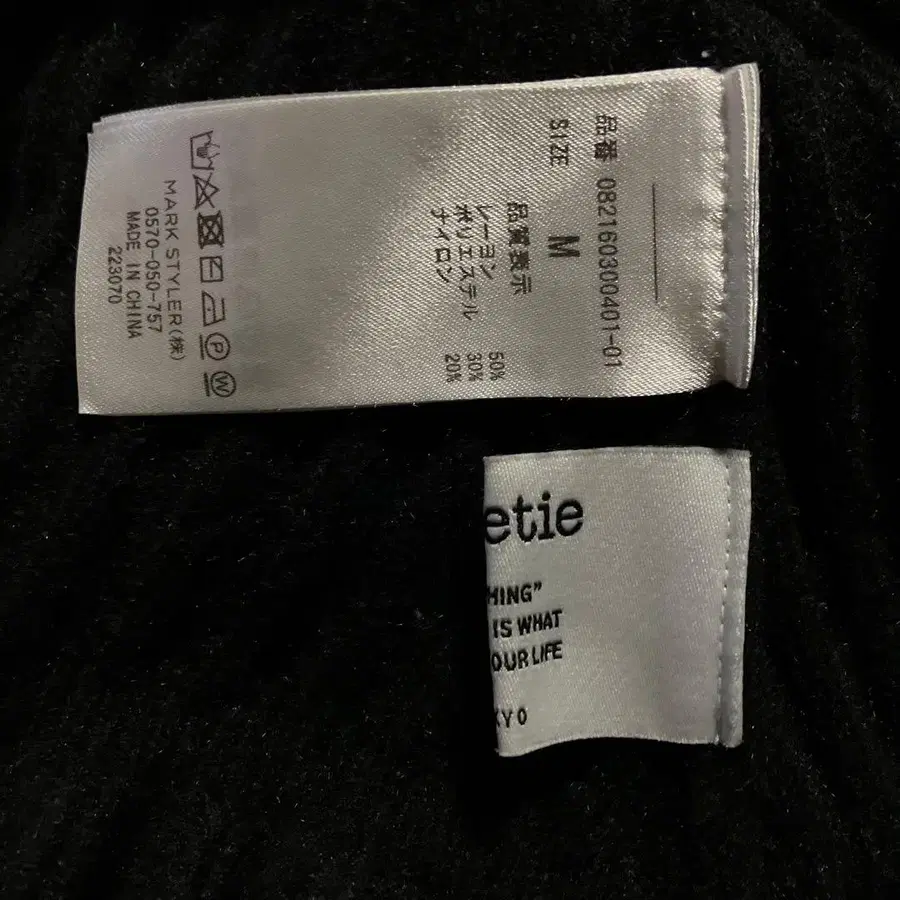 品番 082160300401-01
SIZE M
品質表示
レーヨン 50%
ポリエステル 30%
ナイロン 20%
P
W
MARK STYLER(株)
0570-050-757
MADE IN CHINA
223070
etie
HING”
IS WHAT
OUR LIFE
KYO